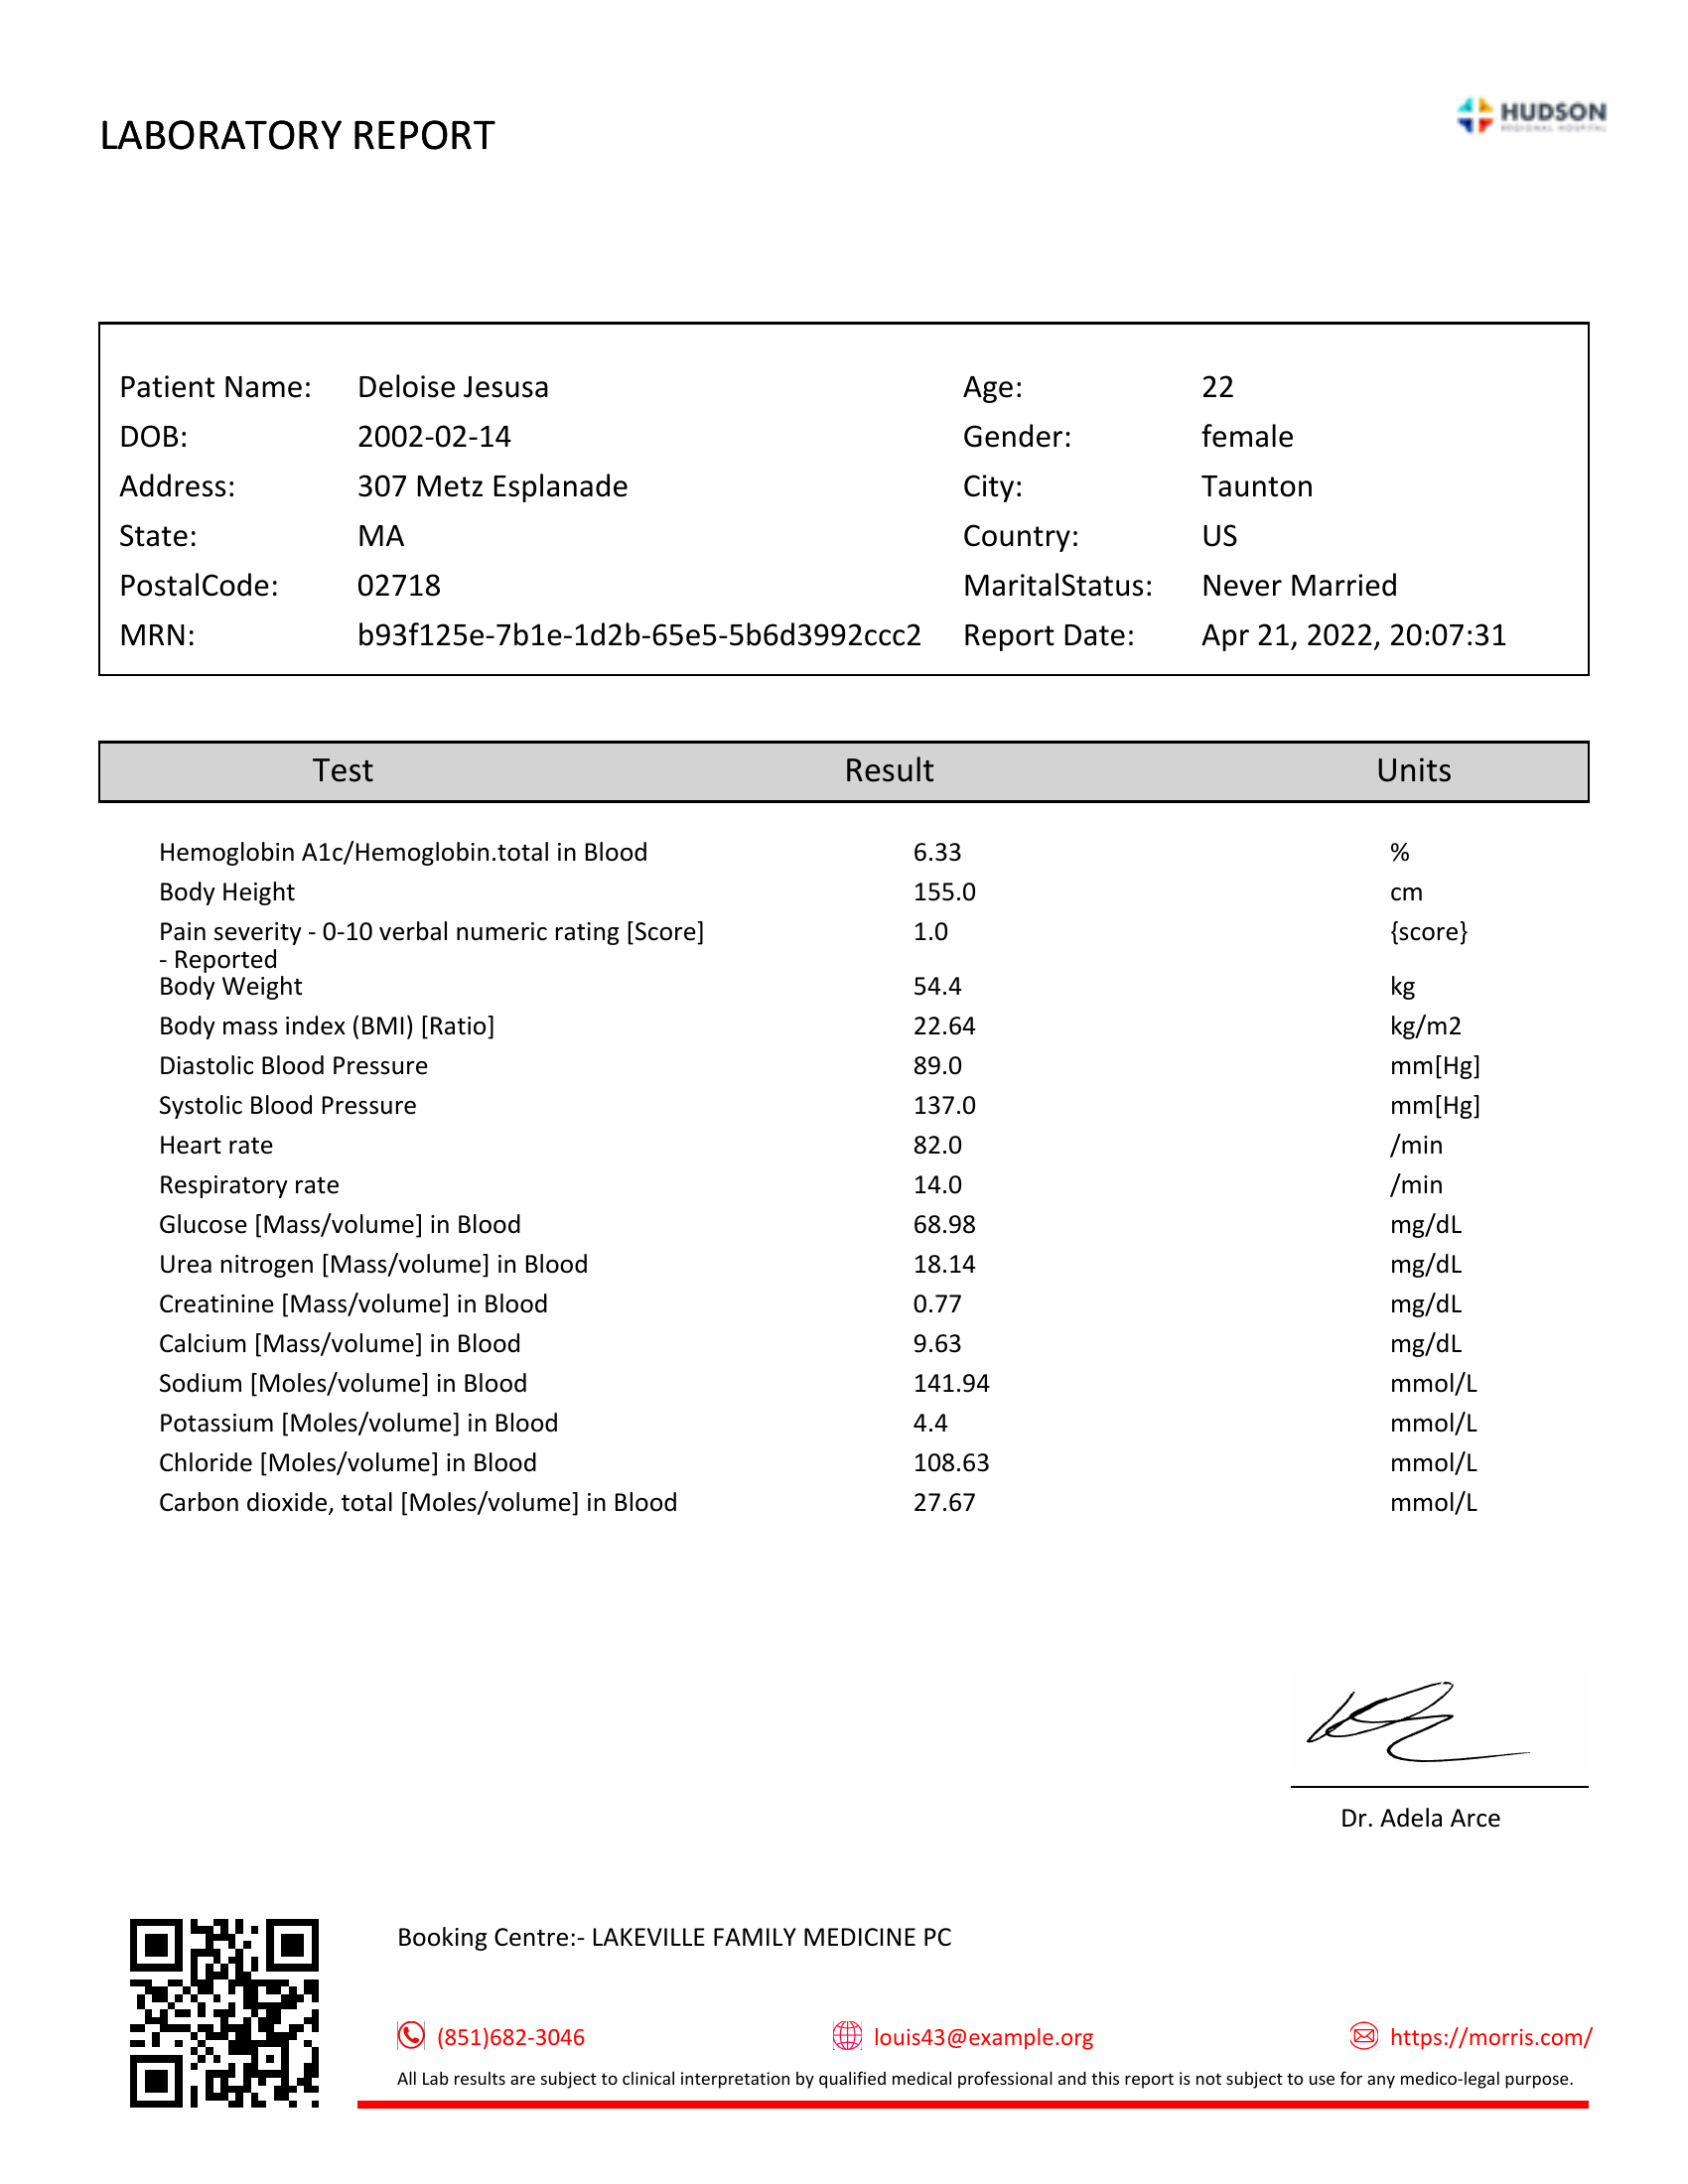 LABORATORY REPORT
HUDSON
REGIONAL HOSPITAL
Patient Name: Deloise Jesusa Age: 22
DOB: 2002-02-14 Gender: female
Address: 307 Metz Esplanade City: Taunton
State: MA Country: US
PostalCode: 02718 MaritalStatus: Never Married
MRN: b93f125e-7b1e-1d2b-65e5-5b6d3992ccc2 Report Date: Apr 21, 2022, 20:07:31
Test Result Units
Hemoglobin A1c/Hemoglobin.total in Blood 6.33 %
Body Height 155.0 cm
Pain severity - 0-10 verbal numeric rating [Score] 1.0 {score}
- Reported
Body Weight 54.4 kg
Body mass index (BMI) [Ratio] 22.64 kg/m2
Diastolic Blood Pressure 89.0 mm[Hg]
Systolic Blood Pressure 137.0 mm[Hg]
Heart rate 82.0 /min
Respiratory rate 14.0 /min
Glucose [Mass/volume] in Blood 68.98 mg/dL
Urea nitrogen [Mass/volume] in Blood 18.14 mg/dL
Creatinine [Mass/volume] in Blood 0.77 mg/dL
Calcium [Mass/volume] in Blood 9.63 mg/dL
Sodium [Moles/volume] in Blood 141.94 mmol/L
Potassium [Moles/volume] in Blood 4.4 mmol/L
Chloride [Moles/volume] in Blood 108.63 mmol/L
Carbon dioxide, total [Moles/volume] in Blood 27.67 mmol/L
Dr. Adela Arce
Booking Centre:- LAKEVILLE FAMILY MEDICINE PC
(851)682-3046 louis43@example.org https://morris.com/
All Lab results are subject to clinical interpretation by qualified medical professional and this report is not subject to use for any medico-legal purpose.